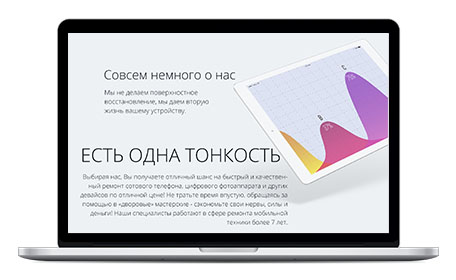 Совсем немного о нас
Мы не делаем поверхностное
восстановление, мы даем вторую
жизнь вашему устройству.
ЕСТЬ ОДНА ТОНКОСТЬ
Выбирая нас, Вы получаете отличный шанс на быстрый и качествен-
ный ремонт сотового телефона, цифрового фотоаппарата и других
девайсов по отличной цене! Не тратьте время впустую, обращаясь за
помощью в «дворовые» мастерские - сэкономьте свои нервы, силы и
деньги! Наши специалисты работают в сфере ремонта мобильной
техники более 7 лет.